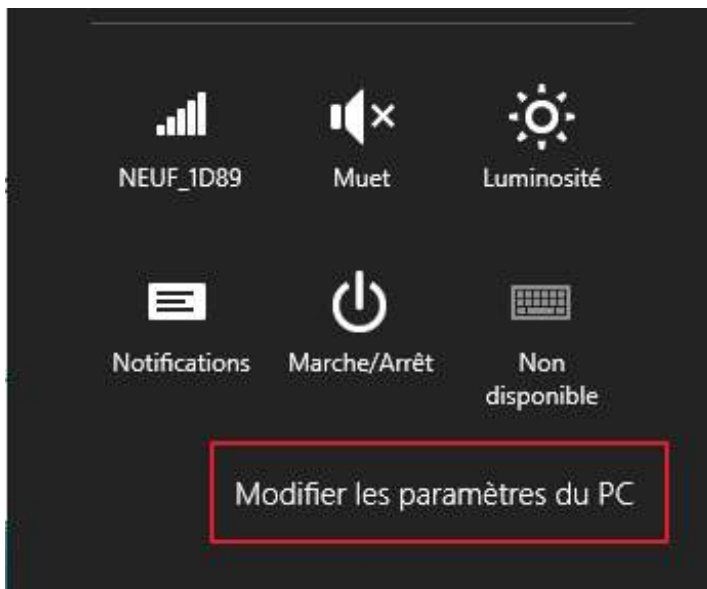 NEUF_1D89
Muet
Luminosité
Notifications
Marche/Arrêt
Non
disponible
Modifier les paramètres du PC